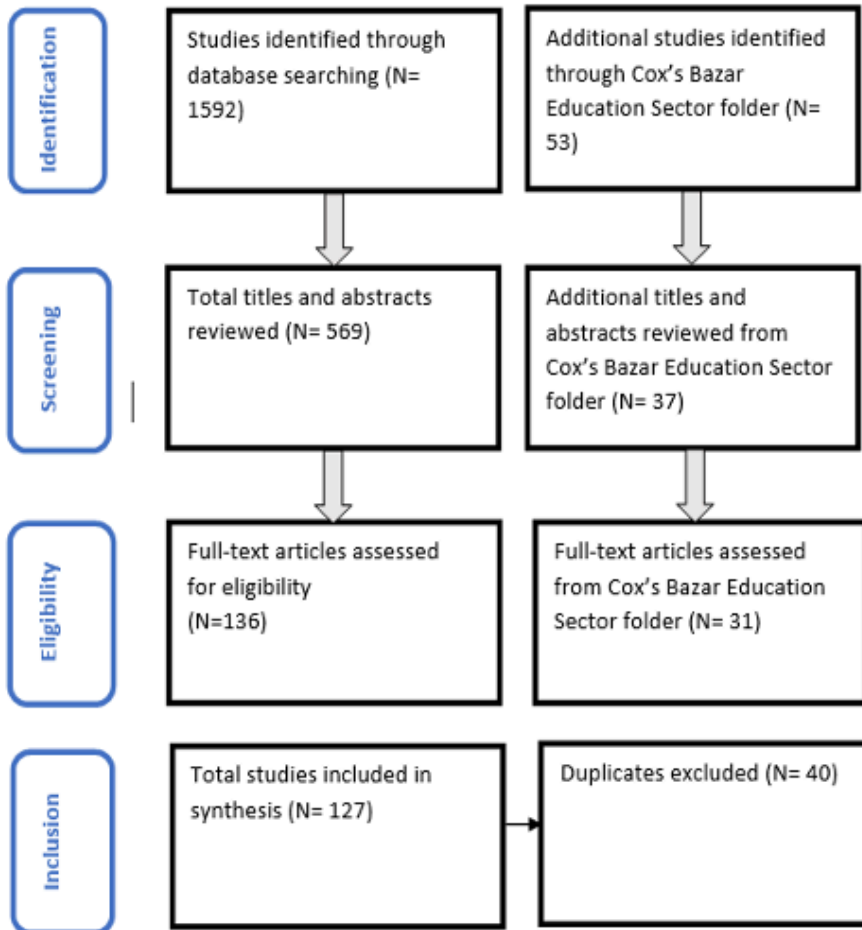 Identification
Studies identified through
database searching (N=
1592)
Additional studies identified
through Cox's Bazar
Education Sector folder (N=
53)
Screening
Total titles and abstracts
reviewed (N= 569)
Additional titles and
abstracts reviewed from
Cox's Bazar Education Sector
folder (N= 37)
Eligibility
Full-text articles assessed
for eligibility
(N=136)
Full-text articles assessed
from Cox's Bazar Education
Sector folder (N= 31)
Inclusion
Total studies included in
synthesis (N= 127)
Duplicates excluded (N= 40)